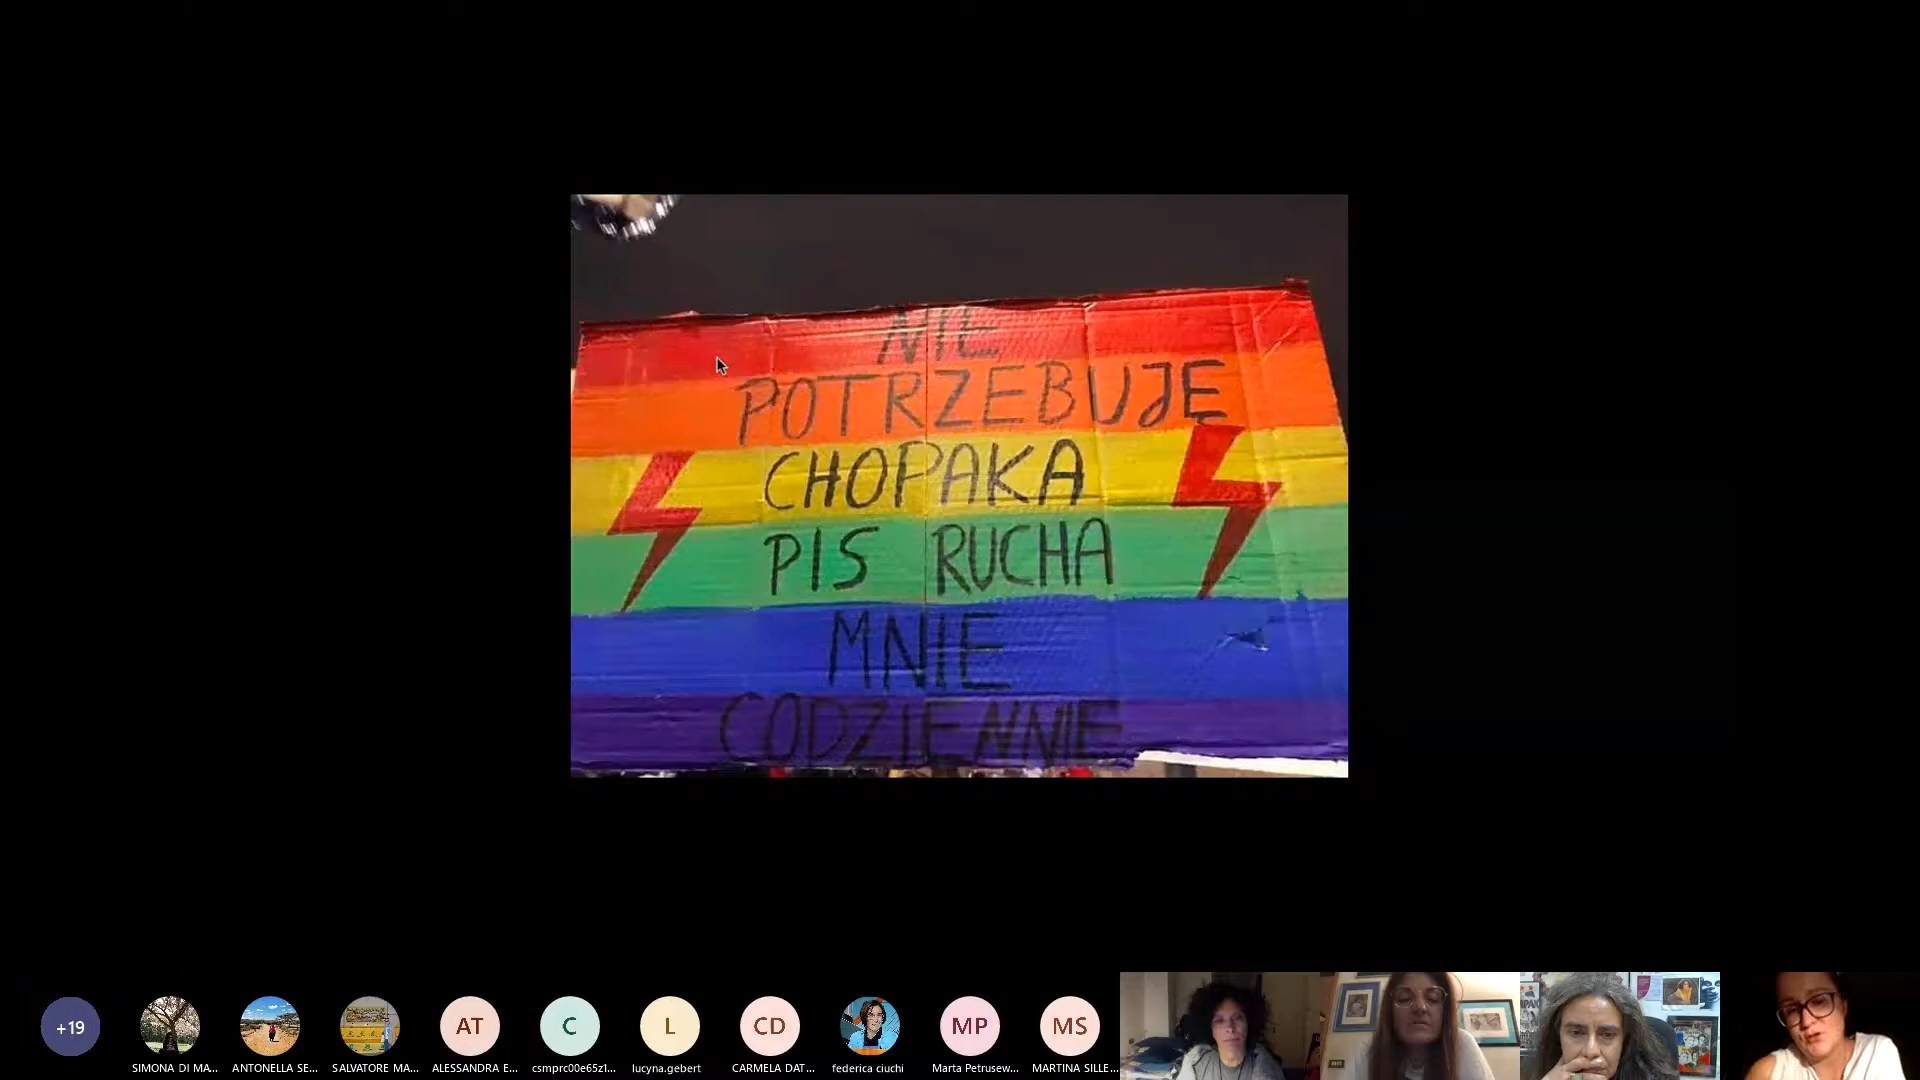 NIE
POTRZEBUJĘ
CHOPAKA
PIS RUCHA
MNIE
CODZIENNIE
+19
AT
C
L
CD
MP
MS
SIMONA DI MA...
ANTONELLA SE...
SALVATORE MA...
ALESSANDRA E...
csmprc00e65z1...
lucyna.gebert
CARMELA DAT...
federica ciuchi
Marta Petrusew...
MARTINA SILLE...